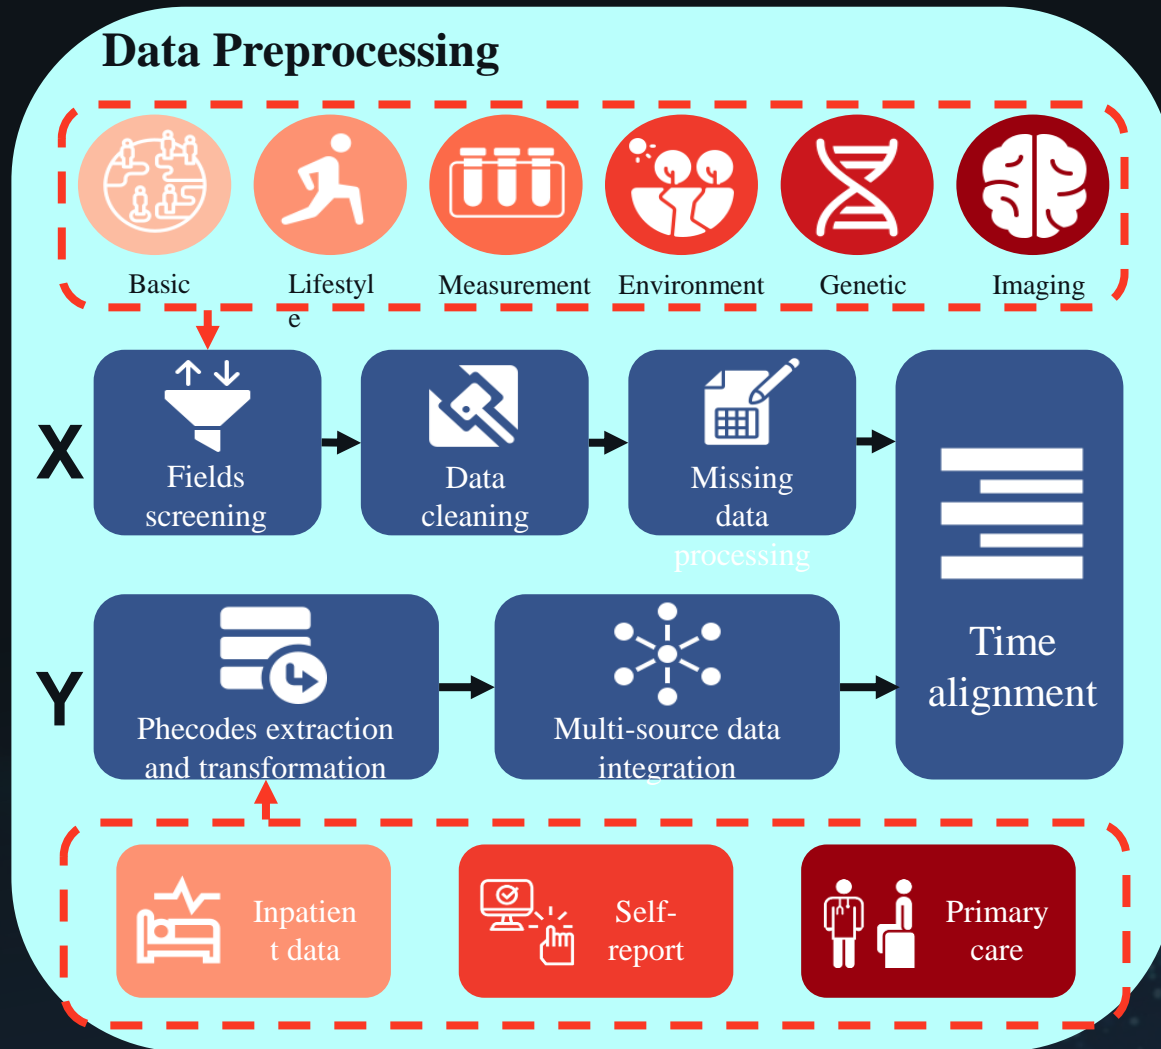 Data Preprocessing
Basic
Lifestyl
e
Measurement
Environment
Genetic
Imaging
X
Fields
screening
Data
cleaning
Missing
data
processing
Time
alignment
Y
Phecodes extraction
and transformation
Multi-source data
integration
Inpatien
t data
Self-
report
Primary
care